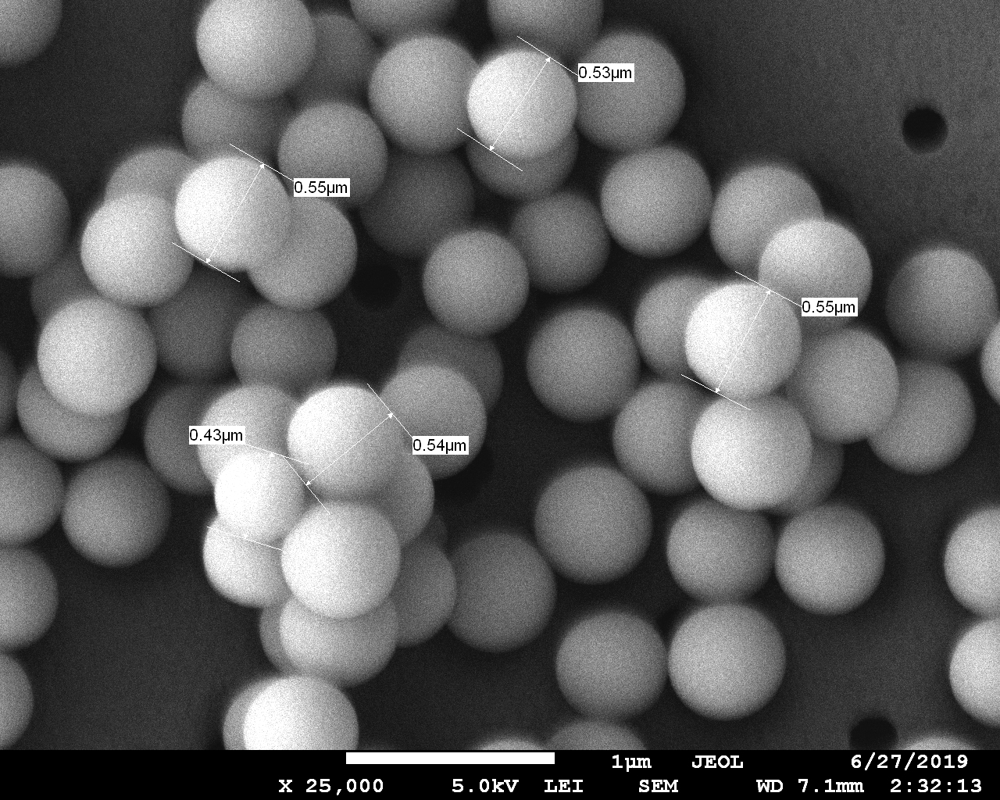 0.53µm
0.55µm
0.55µm
0.43µm
0.54µm
1µm JEOL 6/27/2019
X 25,000 5.0kV LEI SEM WD 7.1mm 2:32:13